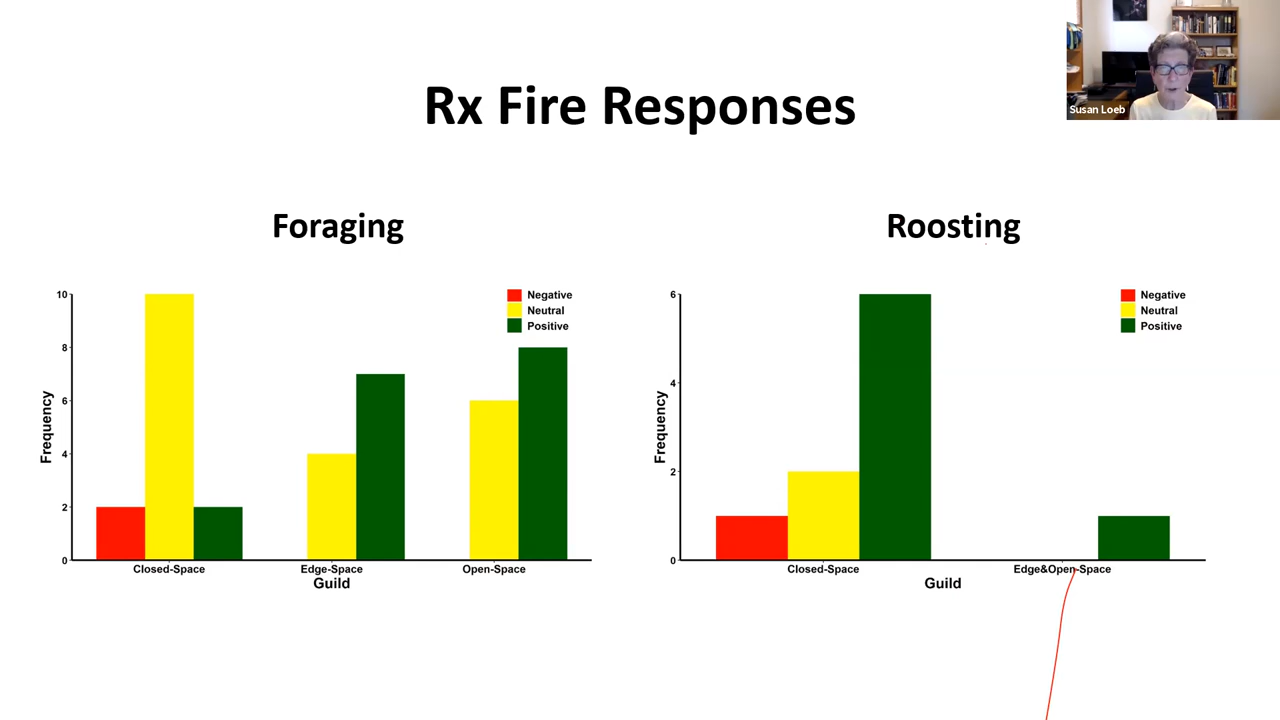 Susan Loeb
Rx Fire Responses
Foraging
Roosting
10
8
6
4
2
0
Frequency
Negative
Neutral
Positive
Closed-Space
Edge-Space
Open-Space
Guild
6
4
2
0
Frequency
Negative
Neutral
Positive
Closed-Space
Edge&Open-Space
Guild